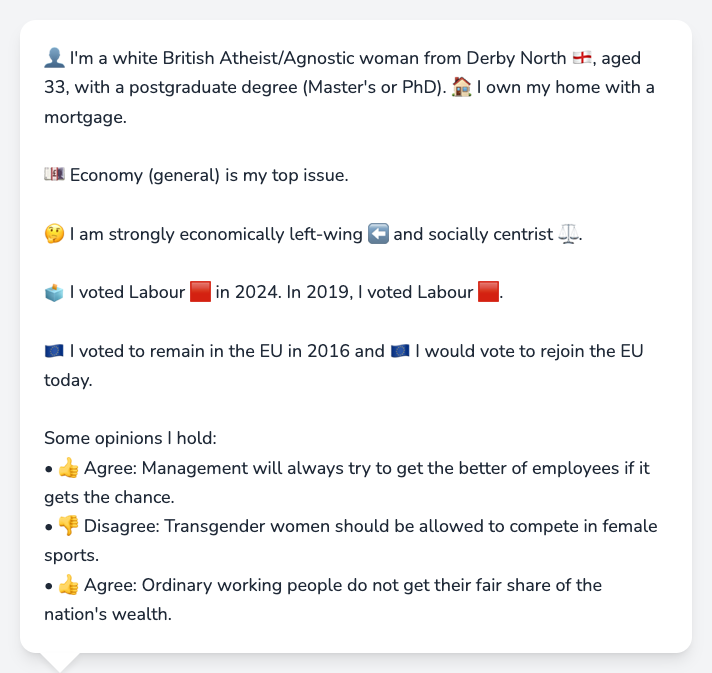 👤 I'm a white British Atheist/Agnostic woman from Derby North 🏴󠁧󠁢󠁥󠁮󠁧󠁿, aged
33, with a postgraduate degree (Master's or PhD). 🏠 I own my home with a
mortgage.
💷 Economy (general) is my top issue.
🤔 I am strongly economically left-wing ⬅️ and socially centrist ⚖️.
🗳️ I voted Labour 🟥 in 2024. In 2019, I voted Labour 🟥.
🇪🇺 I voted to remain in the EU in 2016 and 🇪🇺 I would vote to rejoin the EU
today.
Some opinions I hold:
• 👍 Agree: Management will always try to get the better of employees if it
gets the chance.
• 👎 Disagree: Transgender women should be allowed to compete in female
sports.
• 👍 Agree: Ordinary working people do not get their fair share of the
nation's wealth.